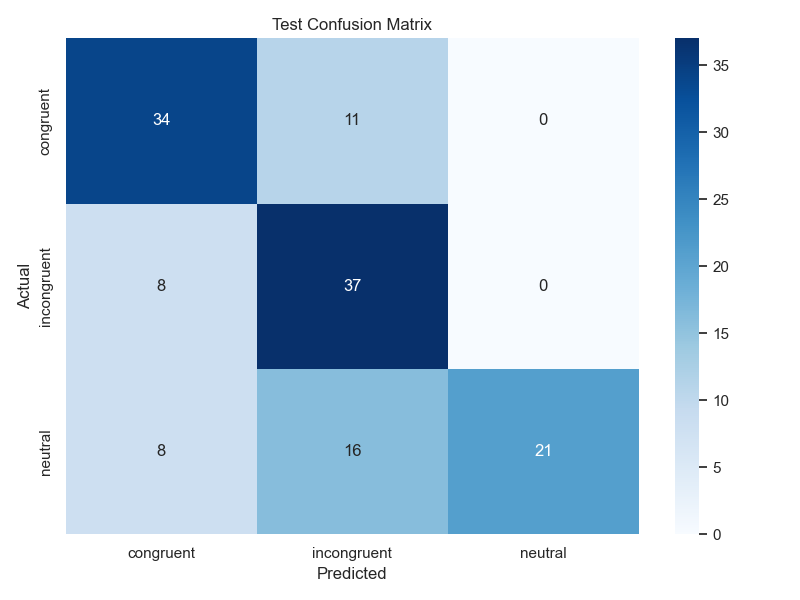 Test Confusion Matrix
congruent
34
11
0
incongruent
8
37
0
neutral
8
16
21
congruent
incongruent
neutral
Predicted
Actual
35
30
25
20
15
10
5
0